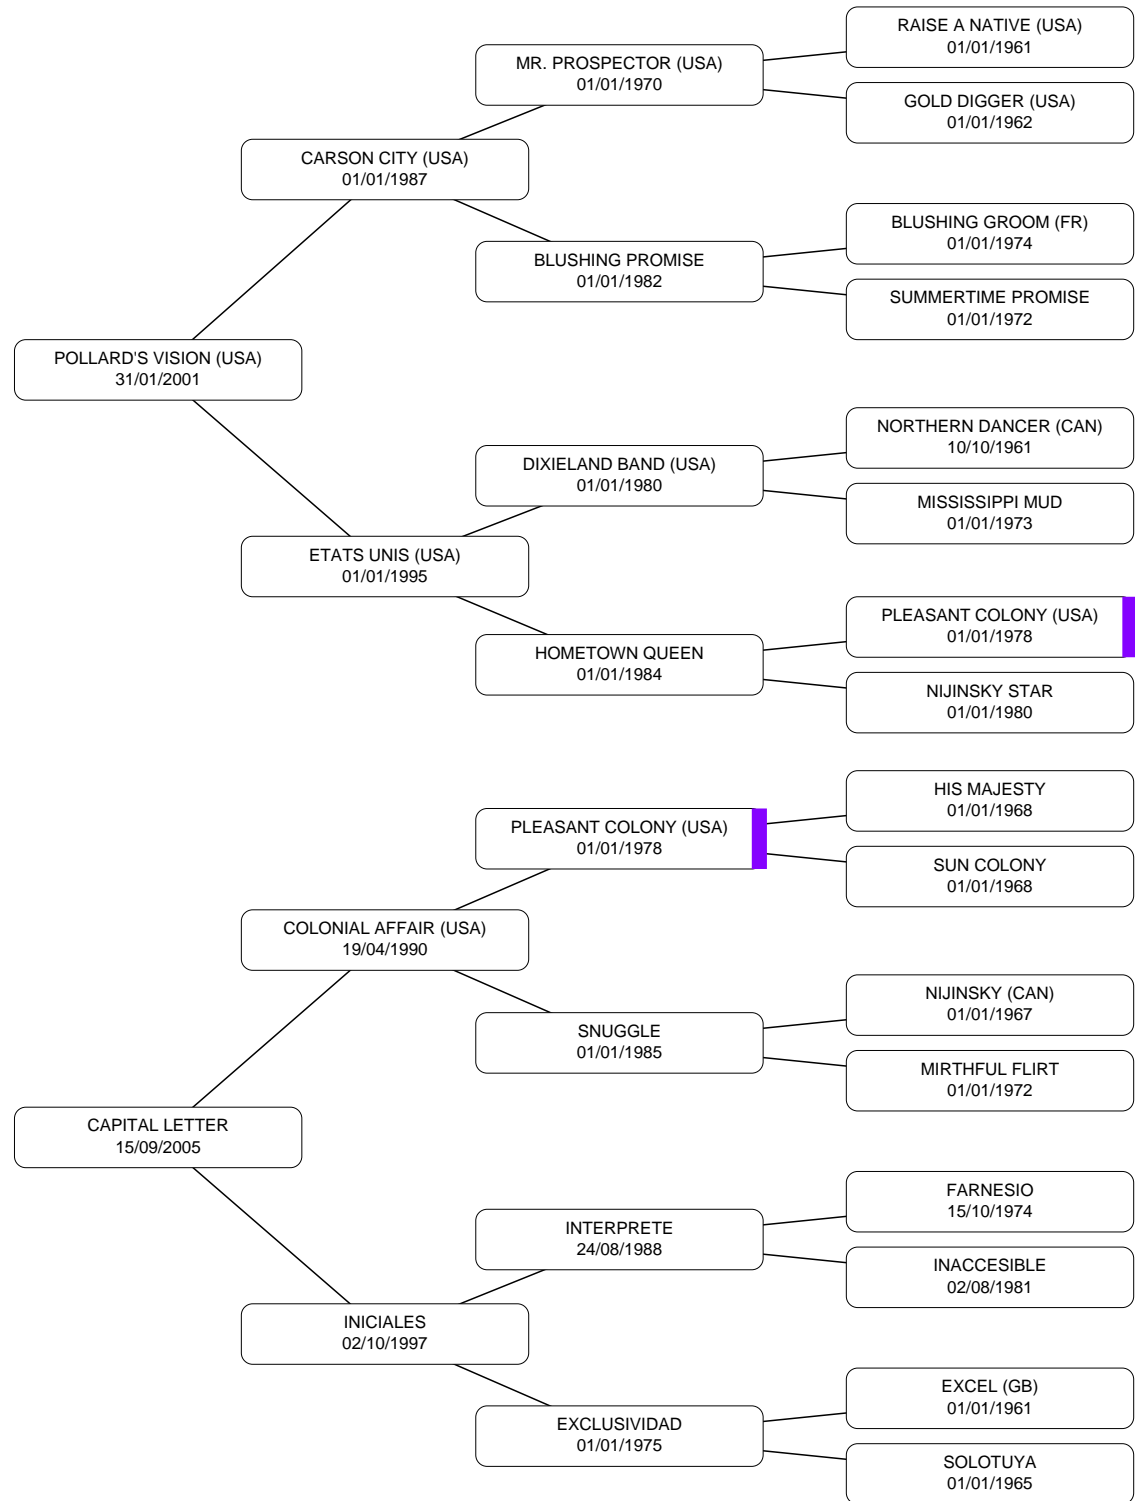 RAISE A NATIVE (USA)
01/01/1961
MR. PROSPECTOR (USA)
01/01/1970
GOLD DIGGER (USA)
01/01/1962
CARSON CITY (USA)
01/01/1987
BLUSHING GROOM (FR)
01/01/1974
BLUSHING PROMISE
01/01/1982
SUMMERTIME PROMISE
01/01/1972
POLLARD'S VISION (USA)
31/01/2001
NORTHERN DANCER (CAN)
10/10/1961
DIXIELAND BAND (USA)
01/01/1980
MISSISSIPPI MUD
01/01/1973
ETATS UNIS (USA)
01/01/1995
PLEASANT COLONY (USA)
01/01/1978
HOMETOWN QUEEN
01/01/1984
NIJINSKY STAR
01/01/1980
HIS MAJESTY
01/01/1968
PLEASANT COLONY (USA)
01/01/1978
SUN COLONY
01/01/1968
COLONIAL AFFAIR (USA)
19/04/1990
NIJINSKY (CAN)
01/01/1967
SNUGGLE
01/01/1985
MIRTHFUL FLIRT
01/01/1972
CAPITAL LETTER
15/09/2005
FARNESIO
15/10/1974
INTERPRETE
24/08/1988
INACCESIBLE
02/08/1981
INICIALES
02/10/1997
EXCEL (GB)
01/01/1961
EXCLUSIVIDAD
01/01/1975
SOLOTUYA
01/01/1965